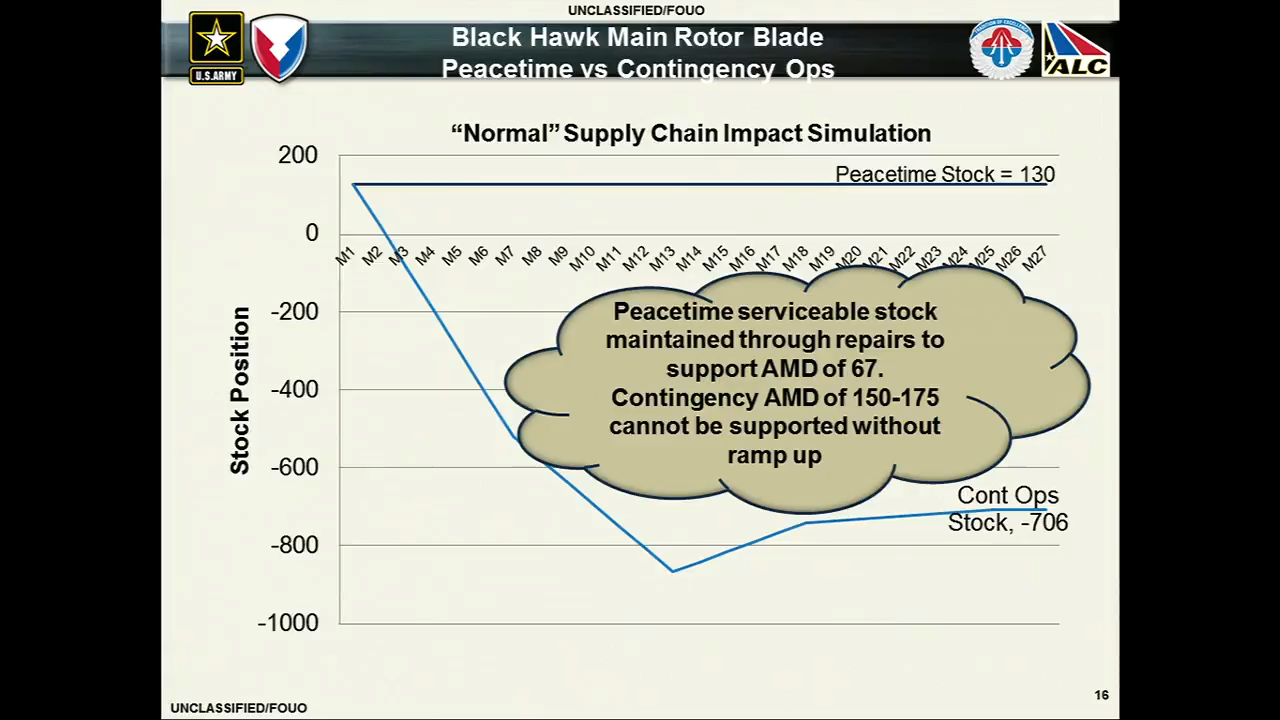 UNCLASSIFIED/FOUO
Black Hawk Main Rotor Blade
Peacetime vs Contingency Ops
U.S.ARMY
ALC
“Normal” Supply Chain Impact Simulation
200
Peacetime Stock = 130
0
M1 M2 M3 M4 M5 M6 M7 M8 M9 M10 M11 M12 M13 M14 M15 M16 M17 M18 M19 M20 M21 M22 M23 M24 M25 M26 M27
-200
-400
-600
-800
-1000
Stock Position
Peacetime serviceable stock
maintained through repairs to
support AMD of 67.
Contingency AMD of 150-175
cannot be supported without
ramp up
Cont Ops
Stock, -706
16
UNCLASSIFIED/FOUO